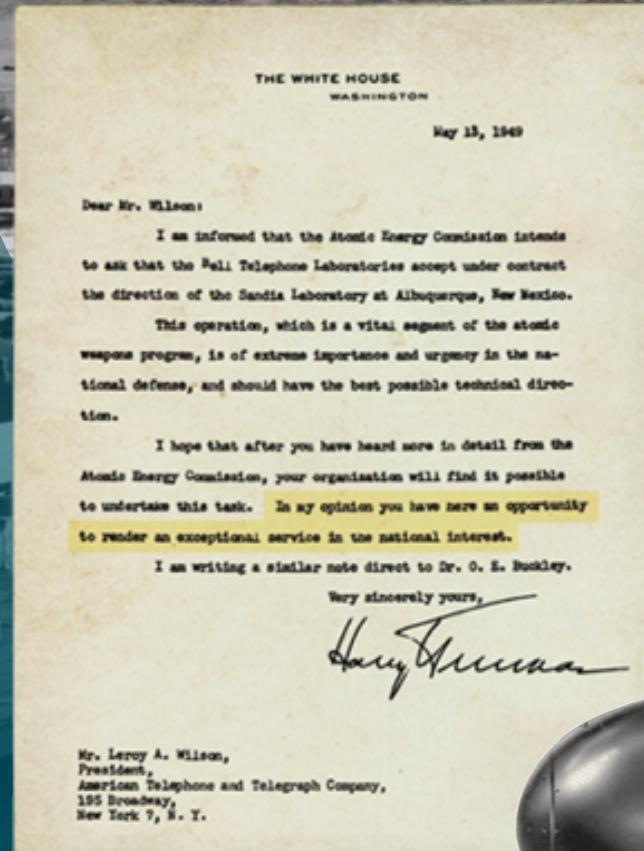 THE WHITE HOUSE
WASHINGTON
May 13, 1949
Dear Mr. Wilson:
I am informed that the Atomic Energy Commission intends
to ask that the Bell Telephone Laboratories accept under contract
the direction of the Sandia Laboratory at Albuquerque, New Mexico.
This operation, which is a vital segment of the atomic
weapons program, is of extreme importance and urgency in the na-
tional defense, and should have the best possible technical direc-
tion.
I hope that after you have heard more in detail from the
Atomic Energy Commission, your organization will find it possible
to undertake this task. In my opinion you have here an opportunity
to render an exceptional service in the national interest.
I am writing a similar note direct to Dr. O. E. Buckley.
Very sincerely yours,
Harry Truman
Mr. Leroy A. Wilson,
President,
American Telephone and Telegraph Company,
195 Broadway,
New York 7, N. Y.